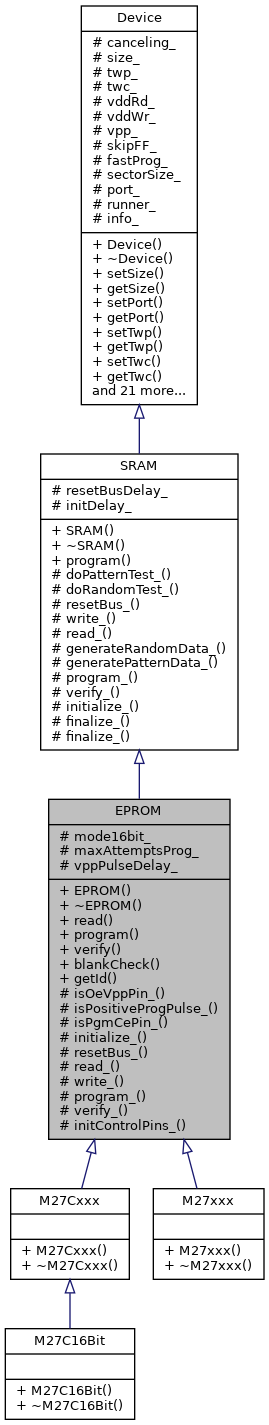 Device
# canceling_
# size_
# twp_
# twc_
# vddRd_
# vddWr_
# vpp_
# skipFF_
# fastProg_
# sectorSize_
# port_
# runner_
# info_
+ Device()
+ ~Device()
+ setSize()
+ getSize()
+ setPort()
+ getPort()
+ setTwp()
+ getTwp()
+ setTwc()
+ getTwc()
and 21 more...
SRAM
# resetBusDelay_
# initDelay_
+ SRAM()
+ ~SRAM()
+ program()
# doPatternTest_()
# doRandomTest_()
# resetBus_()
# write_()
# read_()
# generateRandomData_()
# generatePatternData_()
# program_()
# verify_()
# initialize_()
# finalize_()
# finalize_()
EPROM
# mode16bit_
# maxAttemptsProg_
# vppPulseDelay_
+ EPROM()
+ ~EPROM()
+ read()
+ program()
+ verify()
+ blankCheck()
+ getId()
# isOeVppPin_()
# isPositiveProgPulse_()
# isPgmCePin_()
# initialize_()
# resetBus_()
# read_()
# write_()
# program_()
# verify_()
# initControlPins_()
M27Cxxx
+ M27Cxxx()
+ ~M27Cxxx()
M27xxx
+ M27xxx()
+ ~M27xxx()
M27C16Bit
+ M27C16Bit()
+ ~M27C16Bit()